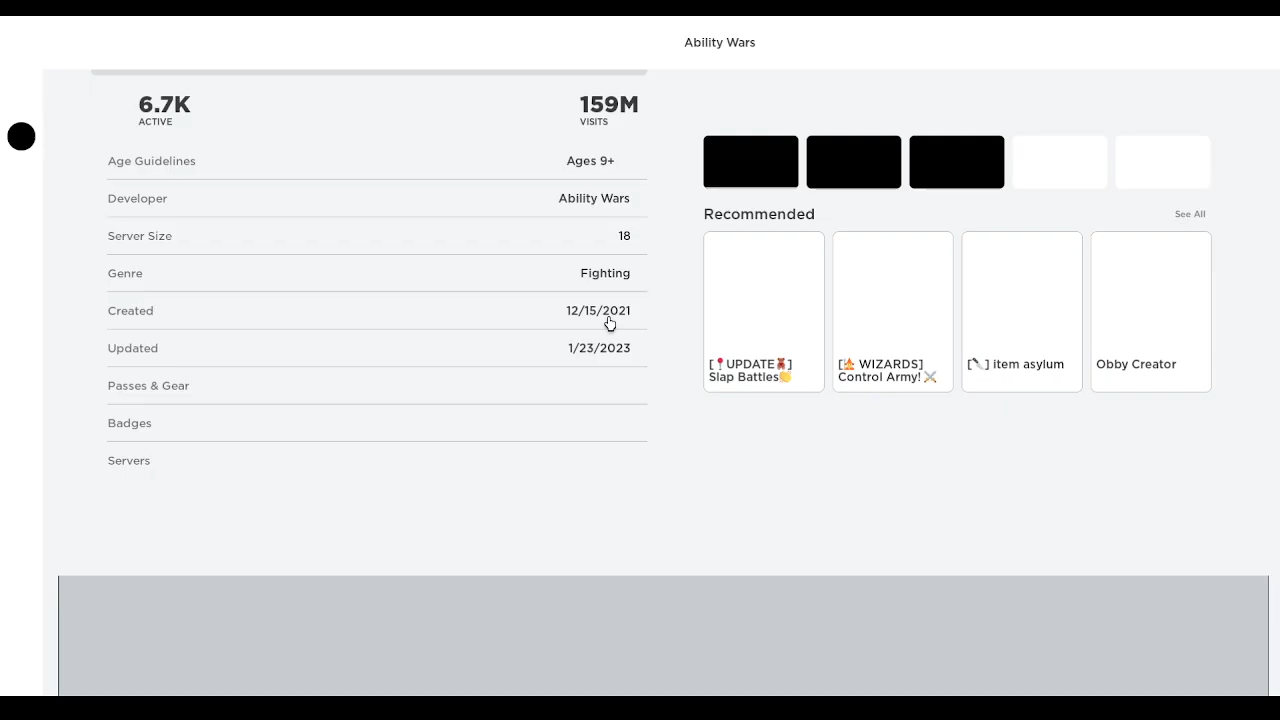 Ability Wars
6.7K
ACTIVE
159M
VISITS
Age Guidelines
Ages 9+
Developer
Ability Wars
Server Size
18
Genre
Fighting
Created
12/15/2021
Updated
1/23/2023
Passes & Gear
Badges
Servers
Recommended
See All
[📍UPDATE🧸]
Slap Battles👏
[🧙 WIZARDS]
Control Army!⚔️
[🔪] item asylum
Obby Creator